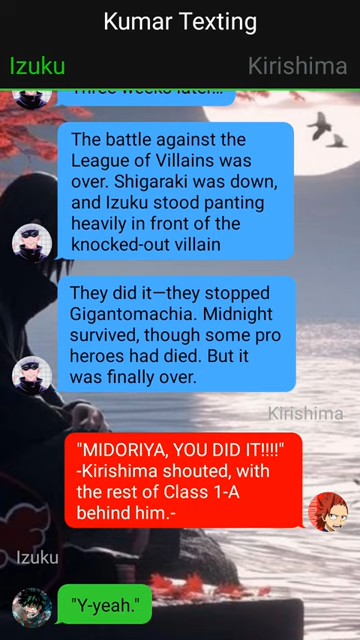 Kumar Texting
Izuku
Kirishima
Three weeks later...
The battle against the
League of Villains was
over. Shigaraki was down,
and Izuku stood panting
heavily in front of the
knocked-out villain
They did it—they stopped
Gigantomachia. Midnight
survived, though some pro
heroes had died. But it
was finally over.
Kirishima
"MIDORIYA, YOU DID IT!!!!"
-Kirishima shouted, with
the rest of Class 1-A
behind him.-
Izuku
"Y-yeah."